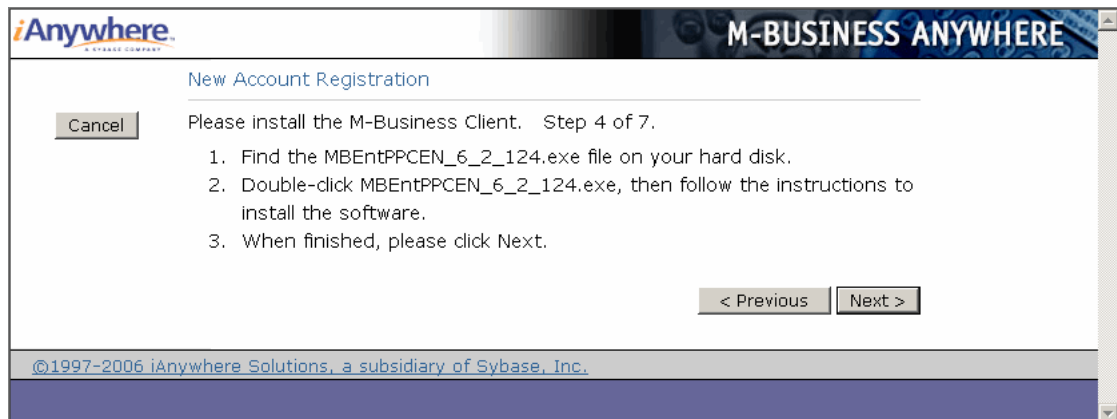 iAnywhere
A SYBASE COMPANY
M-BUSINESS ANYWHERE
New Account Registration
Cancel
Please install the M-Business Client. Step 4 of 7.
1. Find the MBEntPPCEN_6_2_124.exe file on your hard disk.
2. Double-click MBEntPPCEN_6_2_124.exe, then follow the instructions to
install the software.
3. When finished, please click Next.
< Previous
Next >
©1997-2006 iAnywhere Solutions, a subsidiary of Sybase, Inc.